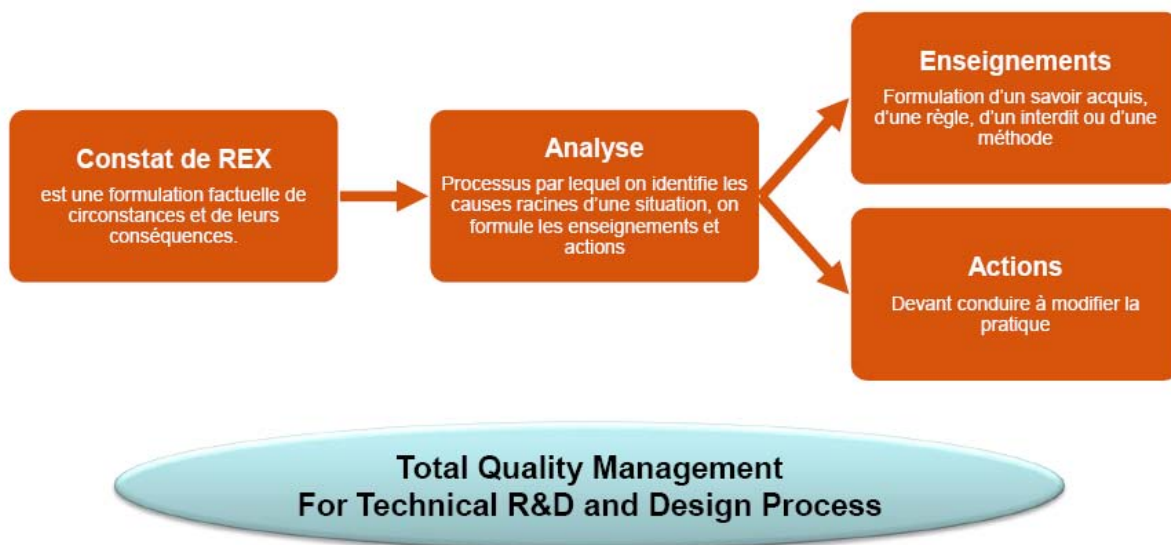 Constat de REX
est une formulation factuelle de
circonstances et de leurs
conséquences.
Analyse
Processus par lequel on identifie les
causes racines d'une situation, on
formule les enseignements et
actions
Enseignements
Formulation d'un savoir acquis,
d'une règle, d'un interdit ou d'une
méthode
Actions
Devant conduire à modifier la
pratique
Total Quality Management
For Technical R&D and Design Process